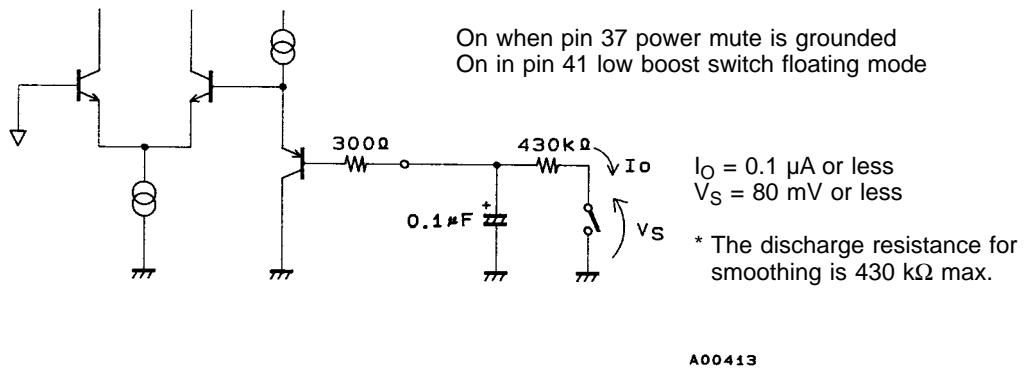 On when pin 37 power mute is grounded
On in pin 41 low boost switch floating mode
300Ω
430kΩ
Io
IO = 0.1 µA or less
VS = 80 mV or less
+
0.1µF
VS
* The discharge resistance for
smoothing is 430 kΩ max.
A00413